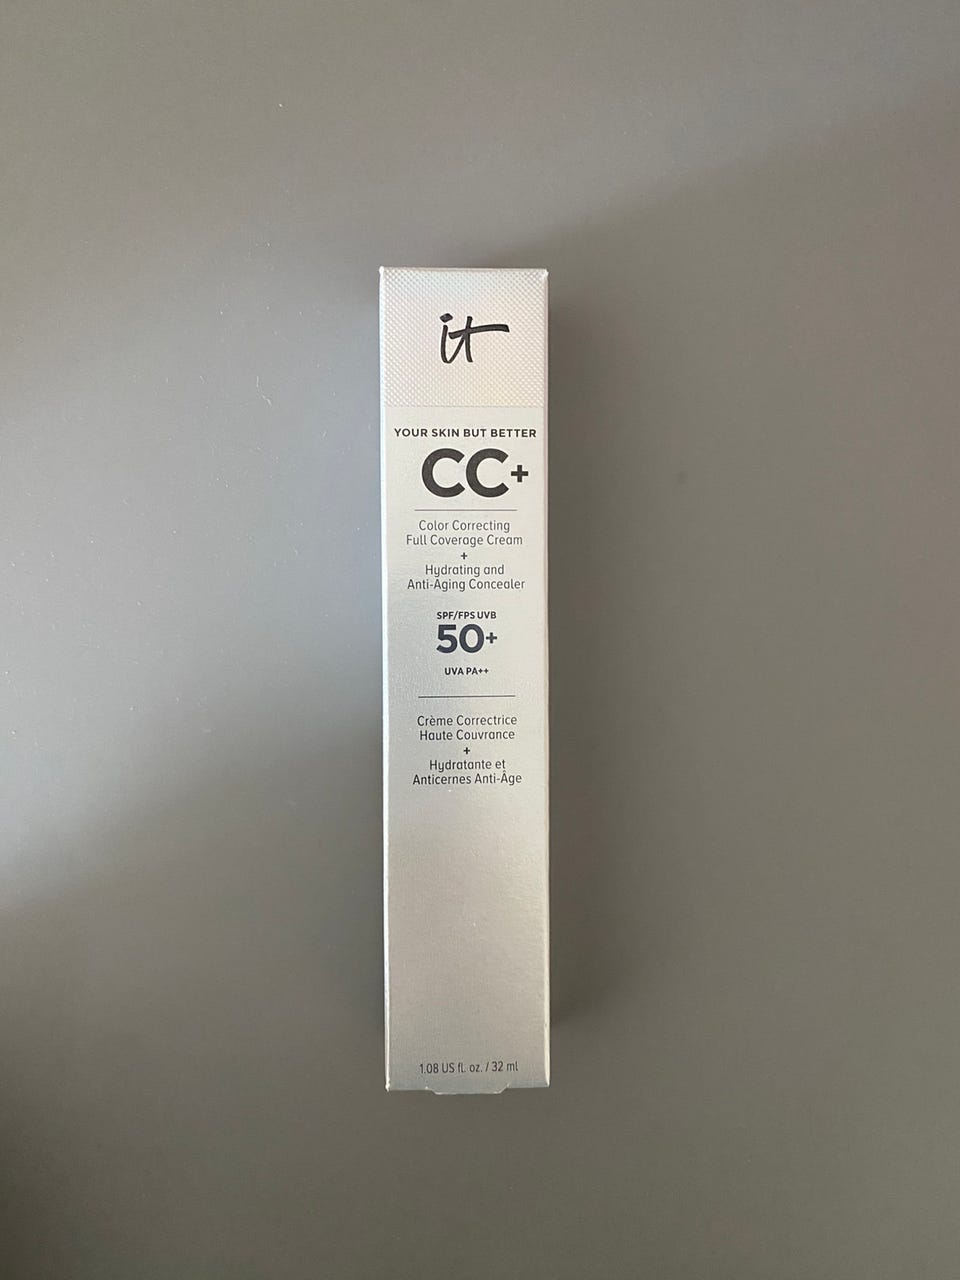 it
YOUR SKIN BUT BETTER
CC+
Color Correcting
Full Coverage Cream
+
Hydrating and
Anti-Aging Concealer
SPF/FPS UVB
50+
UVA PA++
Crème Correctrice
Haute Couvrance
+
Hydratante et
Anticernes Anti-Âge
1.08 US fl. oz. / 32 ml